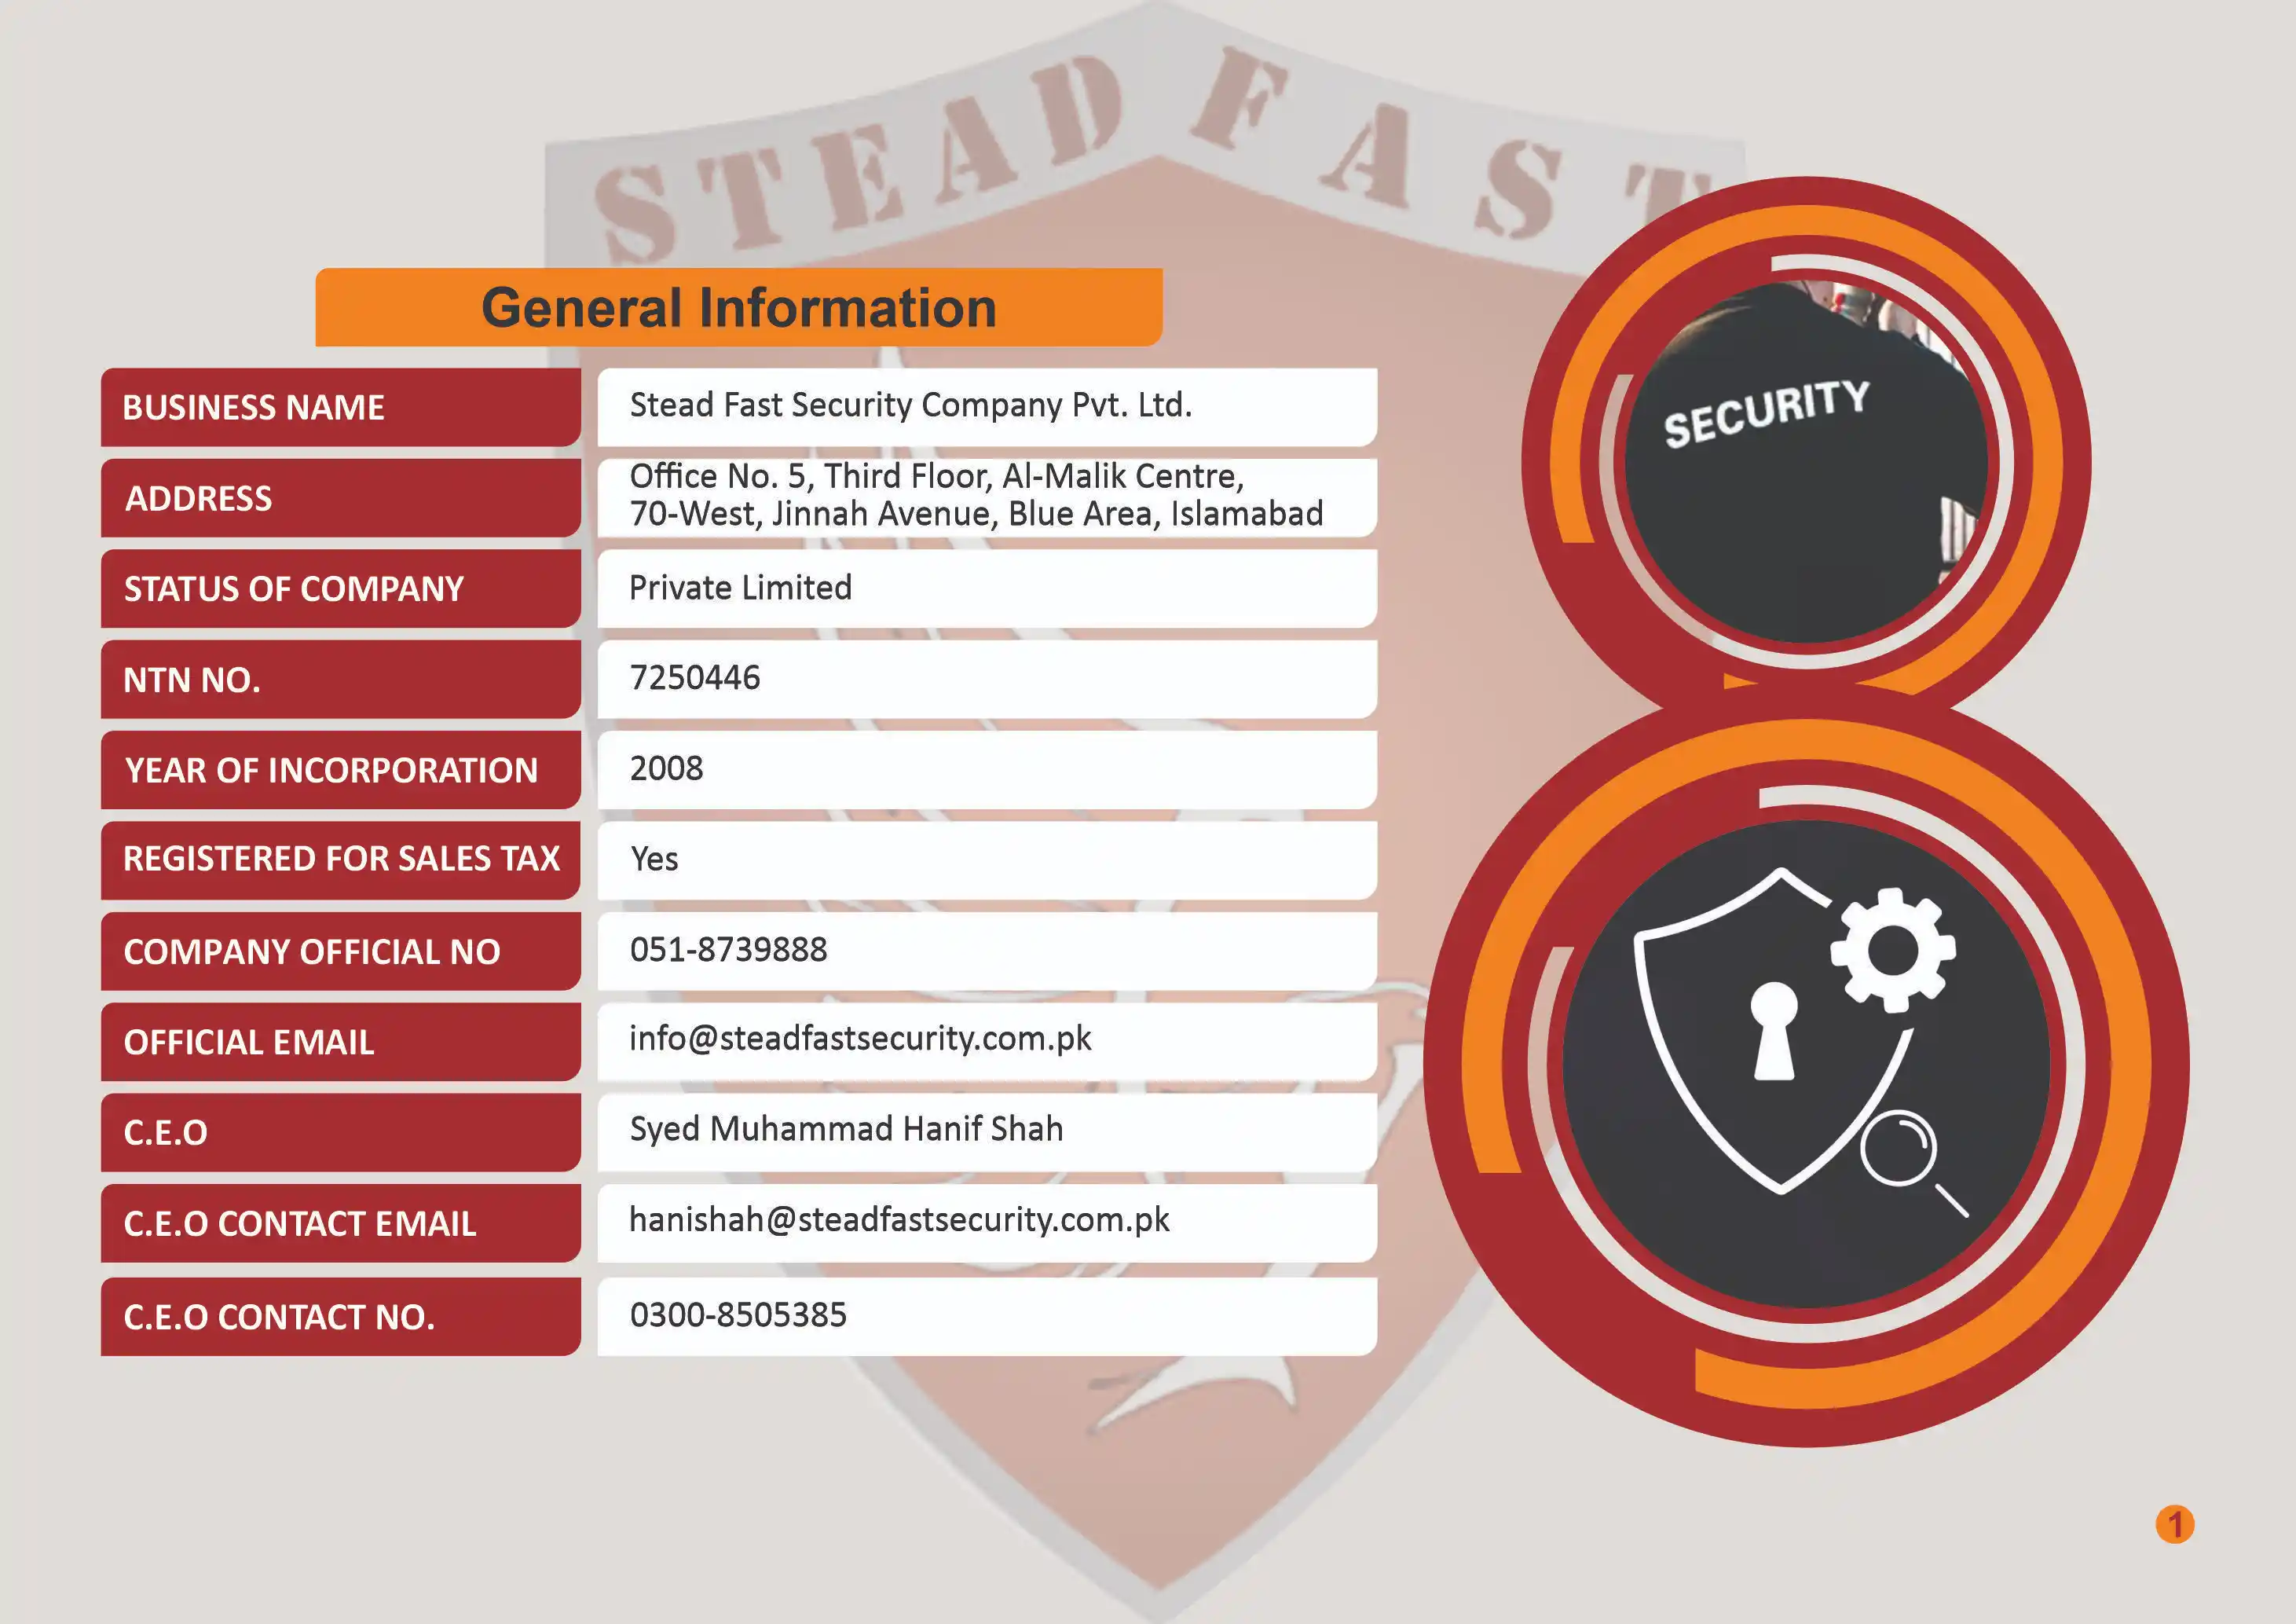 STEAD FAST
General Information
BUSINESS NAME
Stead Fast Security Company Pvt. Ltd.
ADDRESS
Office No. 5, Third Floor, Al-Malik Centre,
70-West, Jinnah Avenue, Blue Area, Islamabad
STATUS OF COMPANY
Private Limited
NTN NO.
7250446
YEAR OF INCORPORATION
2008
REGISTERED FOR SALES TAX
Yes
COMPANY OFFICIAL NO
051-8739888
OFFICIAL EMAIL
info@steadfastsecurity.com.pk
C.E.O
Syed Muhammad Hanif Shah
C.E.O CONTACT EMAIL
hanishah@steadfastsecurity.com.pk
C.E.O CONTACT NO.
0300-8505385
SECURITY
1